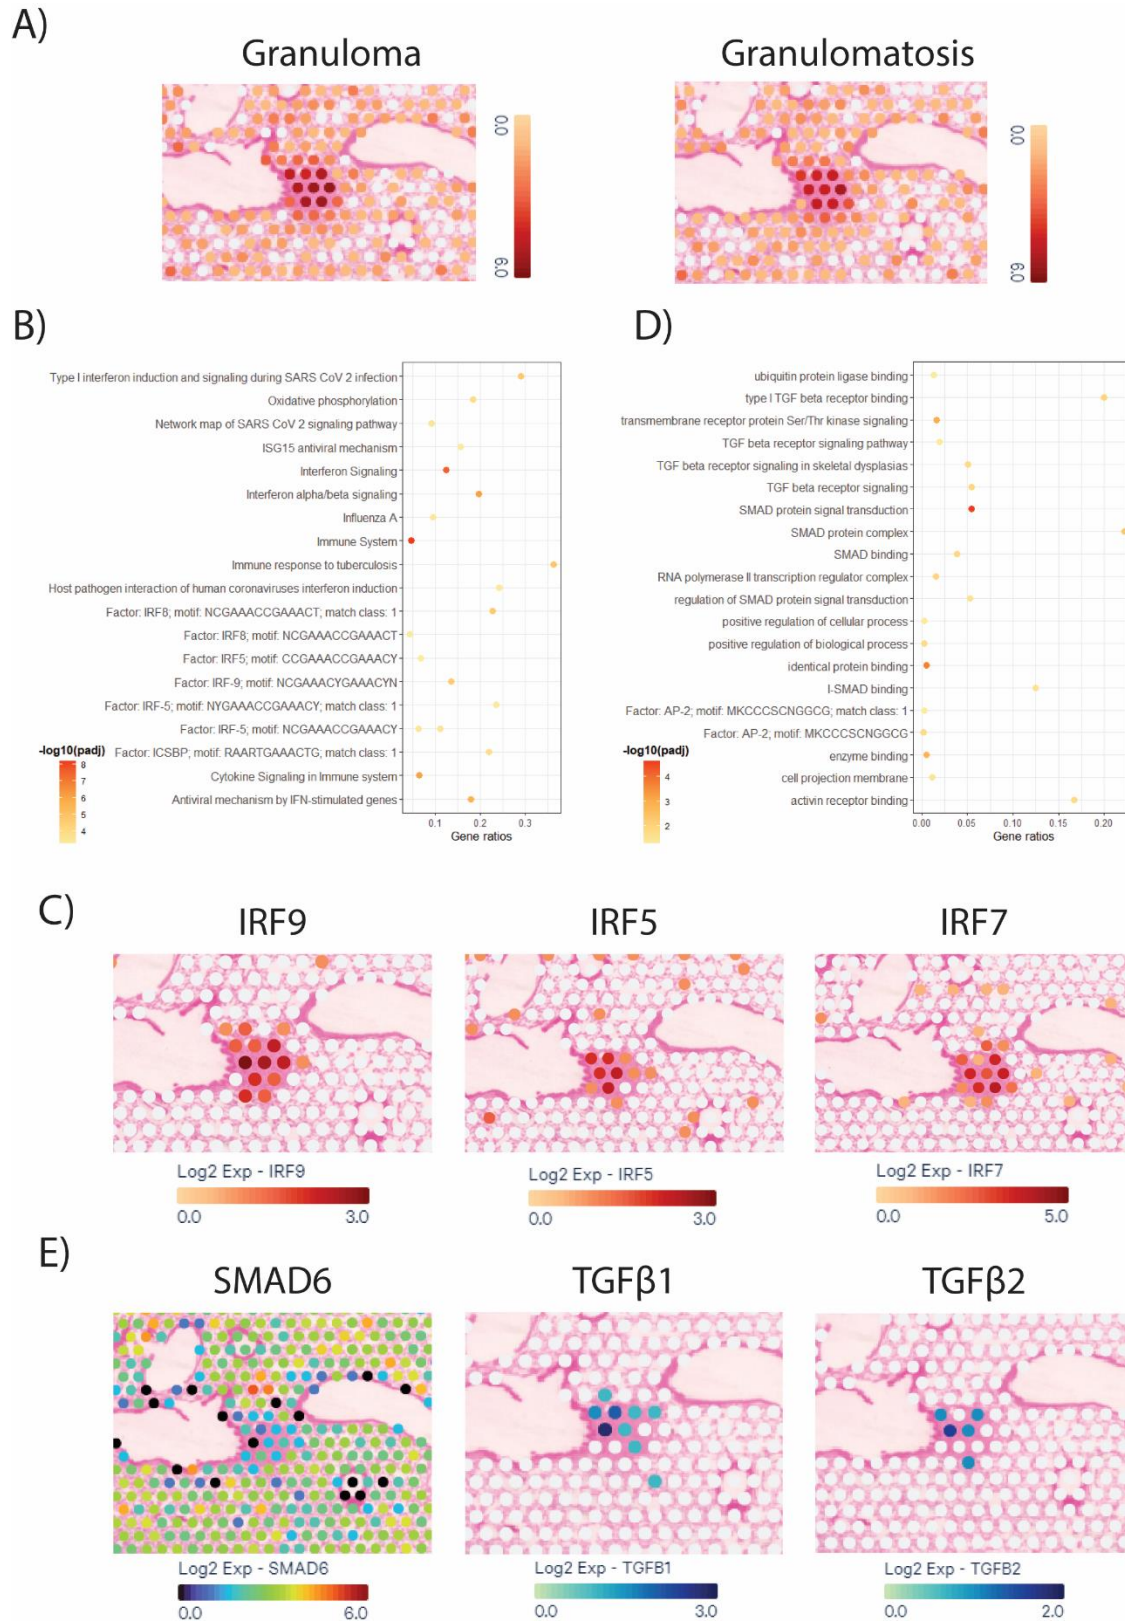 A)
Granuloma
Granulomatosis
0.0
6.0
0.0
6.0
B)
Type I interferon induction and signaling during SARS CoV 2 infection
Oxidative phosphorylation
Network map of SARS CoV 2 signaling pathway
ISG15 antiviral mechanism
Interferon Signaling
Interferon alpha/beta signaling
Influenza A
Immune System
Immune response to tuberculosis
Host pathogen interaction of human coronaviruses interferon induction
Factor: IRF8; motif: NCGAAACCGAAACT; match class: 1
Factor: IRF8; motif: NCGAAACCGAAACT
Factor: IRF5; motif: CCGAAACCGAAACY
Factor: IRF-9; motif: NCGAAACYGAAACYN
Factor: IRF-5; motif: NYGAAACCGAAACY; match class: 1
Factor: IRF-5; motif: NCGAAACCGAAACY
Factor: ICSBP; motif: RAARTGAAACTG; match class: 1
Cytokine Signaling in Immune system
Antiviral mechanism by IFN-stimulated genes
-log10(padj)
8
7
6
5
4
0.1 0.2 0.3
Gene ratios
D)
ubiquitin protein ligase binding
type I TGF beta receptor binding
transmembrane receptor protein Ser/Thr kinase signaling
TGF beta receptor signaling pathway
TGF beta receptor signaling in skeletal dysplasias
TGF beta receptor signaling
SMAD protein signal transduction
SMAD protein complex
SMAD binding
RNA polymerase II transcription regulator complex
regulation of SMAD protein signal transduction
positive regulation of cellular process
positive regulation of biological process
identical protein binding
I-SMAD binding
Factor: AP-2; motif: MKCCCSCNGGCG; match class: 1
Factor: AP-2; motif: MKCCCSCNGGCG
enzyme binding
cell projection membrane
activin receptor binding
-log10(padj)
4
3
2
0.00 0.05 0.10 0.15 0.20
Gene ratios
C)
IRF9
IRF5
IRF7
Log2 Exp - IRF9
0.0 3.0
Log2 Exp - IRF5
0.0 3.0
Log2 Exp - IRF7
0.0 5.0
E)
SMAD6
TGFβ1
TGFβ2
Log2 Exp - SMAD6
0.0 6.0
Log2 Exp - TGFB1
0.0 3.0
Log2 Exp - TGFB2
0.0 2.0